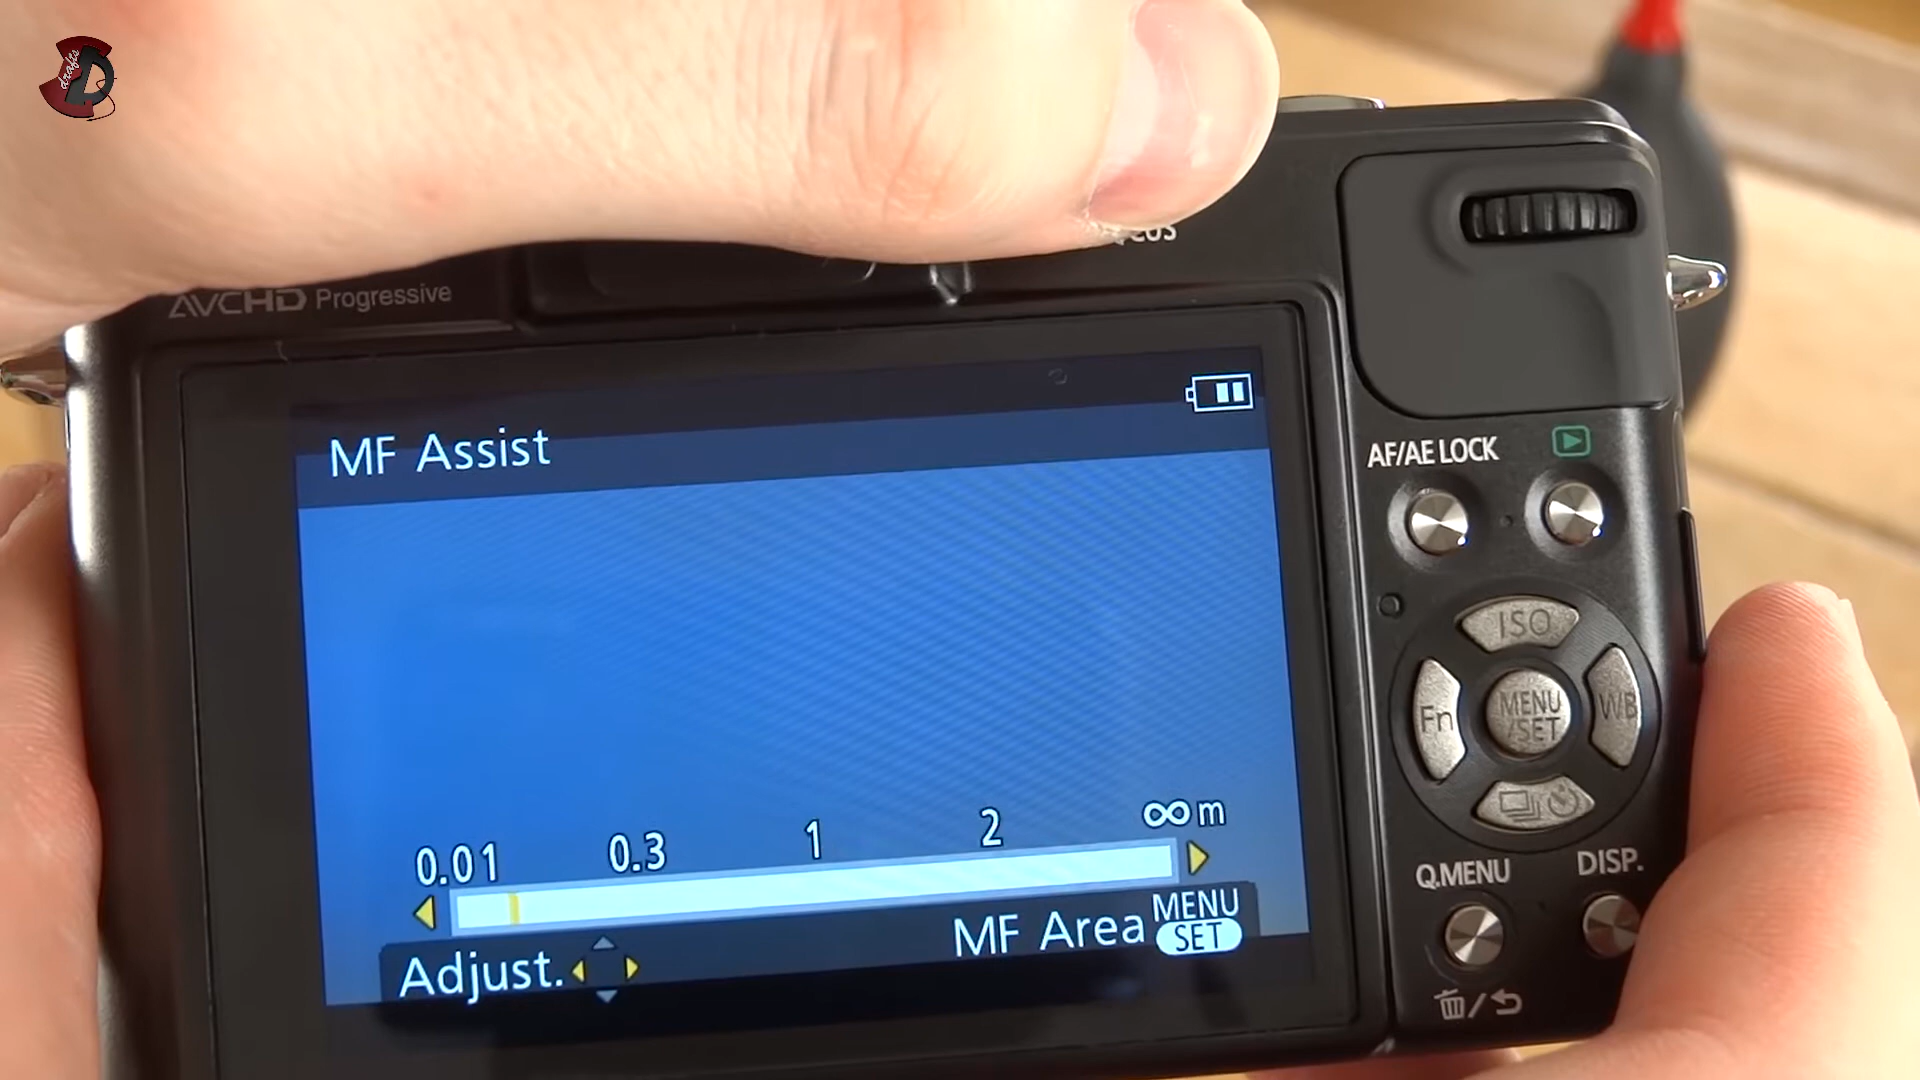 drafts
D
AVCHD Progressive
MF Assist
AF/AE LOCK
ISO
Fn
MENU
/SET
WB
0.01 0.3 1 2 ∞ m
Q.MENU
DISP.
Adjust.
MF Area MENU
SET